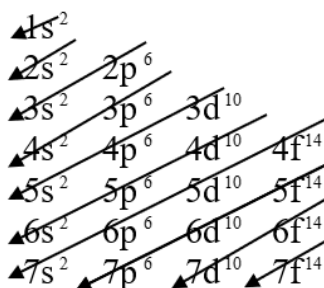 1s²
2s² 2p⁶
3s² 3p⁶ 3d¹⁰
4s² 4p⁶ 4d¹⁰ 4f¹⁴
5s² 5p⁶ 5d¹⁰ 5f¹⁴
6s² 6p⁶ 6d¹⁰ 6f¹⁴
7s² 7p⁶ 7d¹⁰ 7f¹⁴